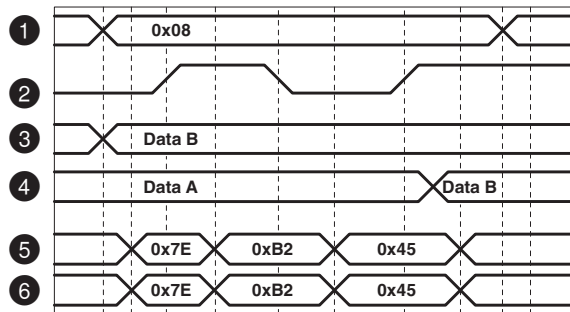 1 0x08
2
3 Data B
4 Data A Data B
5 0x7E 0xB2 0x45
6 0x7E 0xB2 0x45